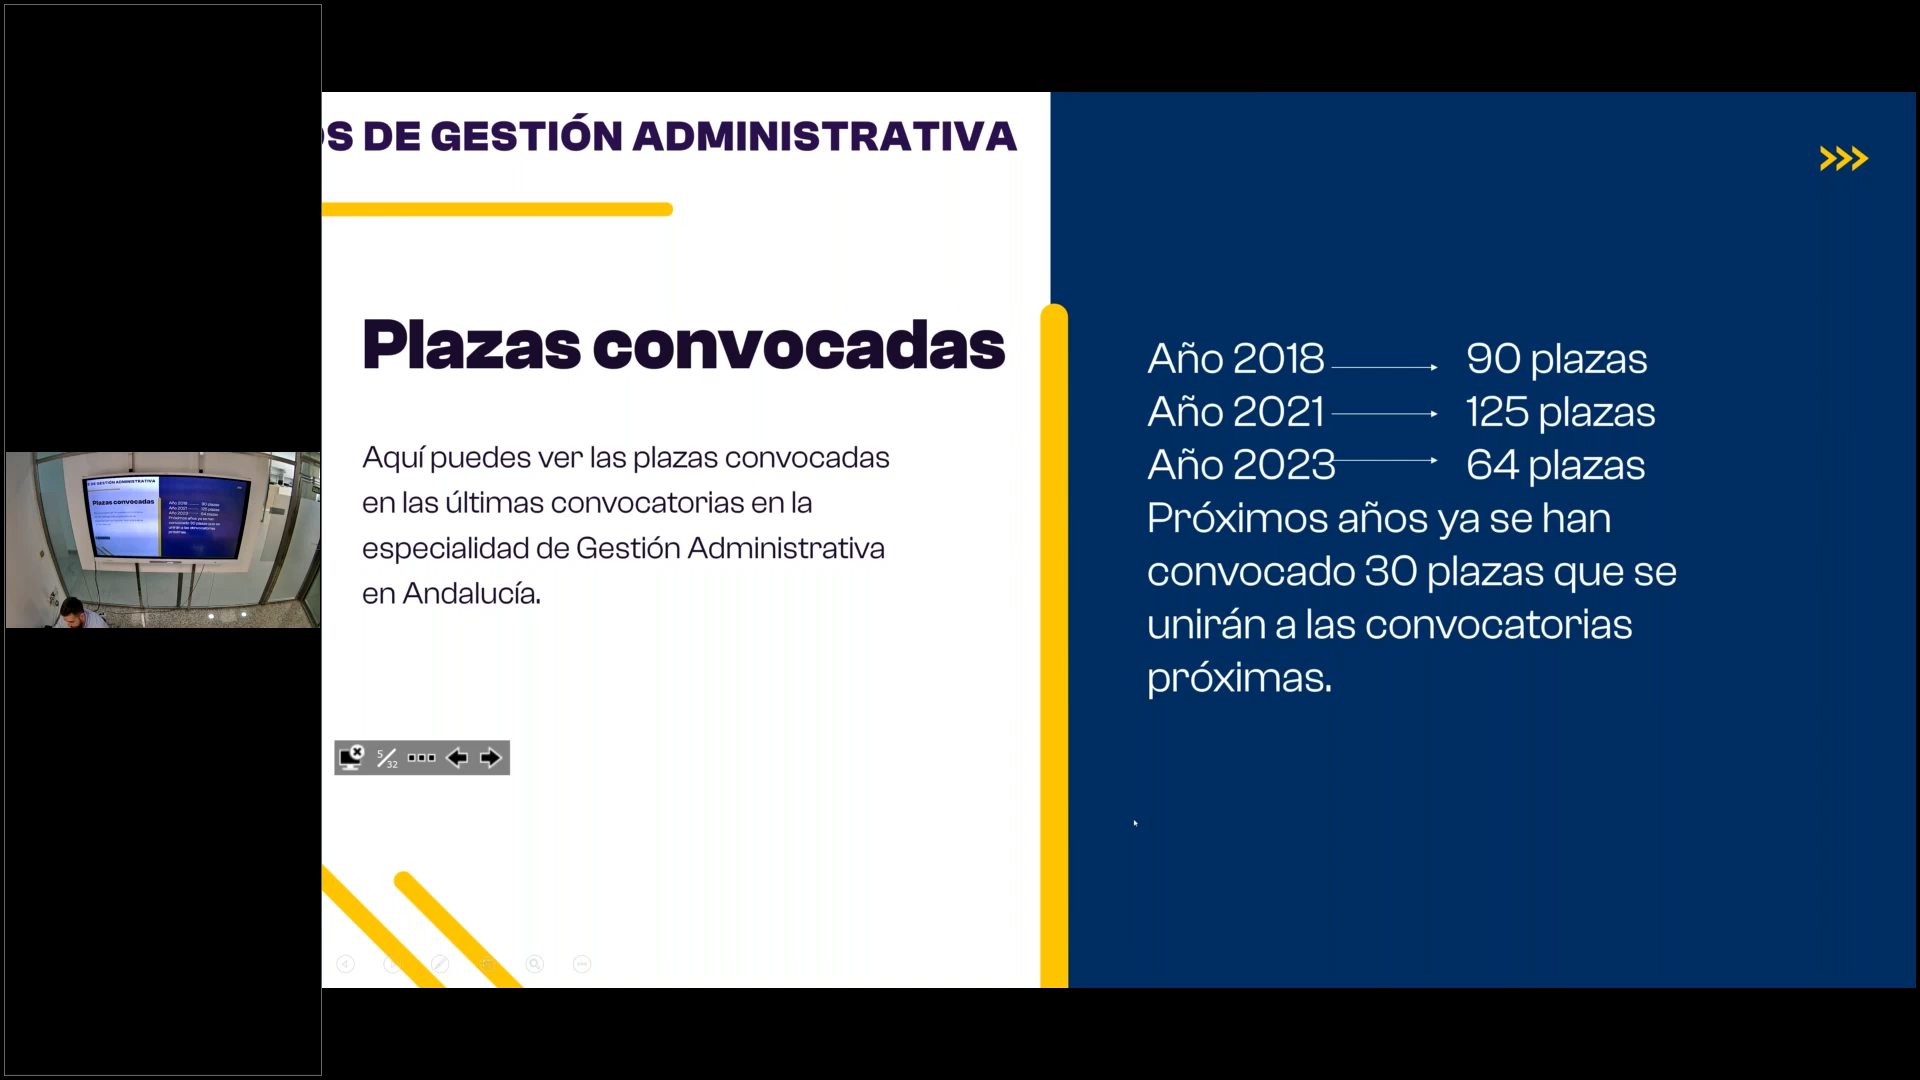 S DE GESTIÓN ADMINISTRATIVA
Plazas convocadas
Aquí puedes ver las plazas convocadas
en las últimas convocatorias en la
especialidad de Gestión Administrativa
en Andalucía.
5/32
Año 2018 90 plazas
Año 2021 125 plazas
Año 2023 64 plazas
Próximos años ya se han
convocado 30 plazas que se
unirán a las convocatorias
próximas.